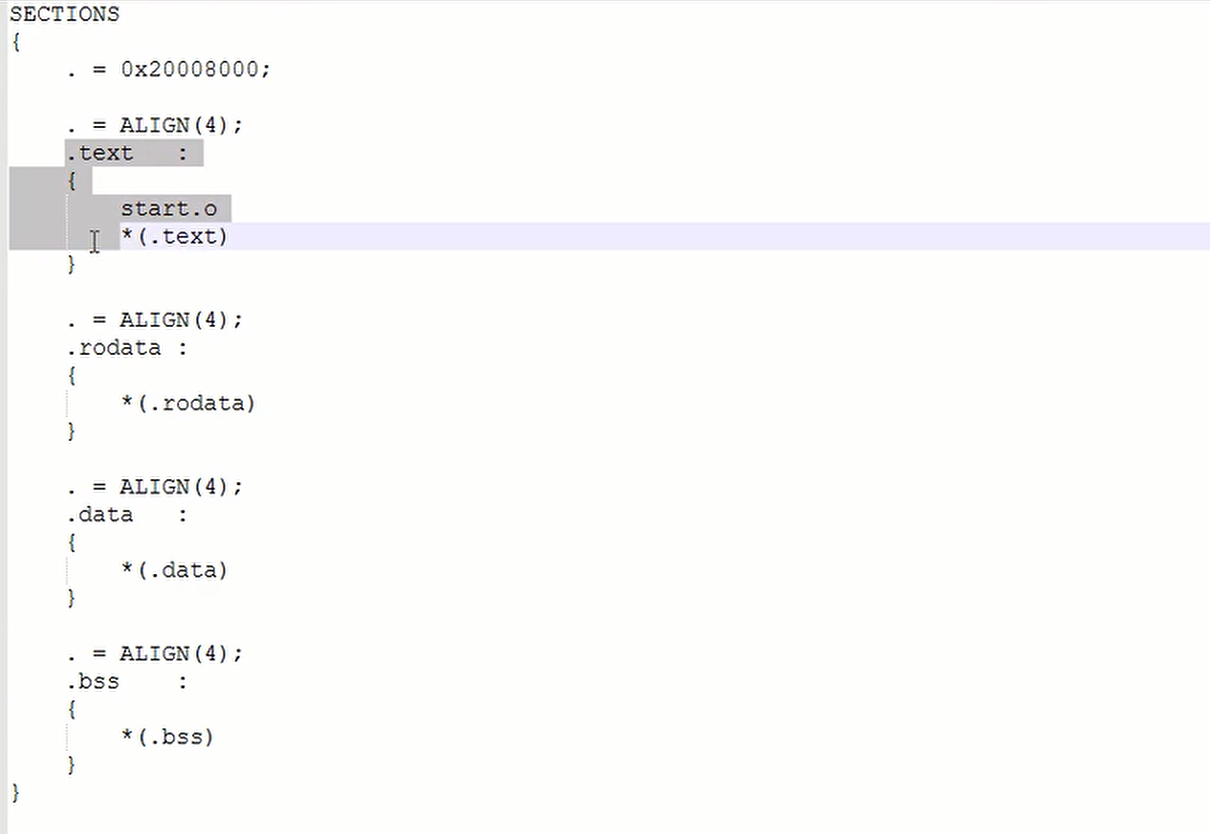 SECTIONS
{
. = 0x20008000;
. = ALIGN(4);
.text :
{
start.o
*(.text)
}
. = ALIGN(4);
.rodata :
{
*(.rodata)
}
. = ALIGN(4);
.data :
{
*(.data)
}
. = ALIGN(4);
.bss :
{
*(.bss)
}
}